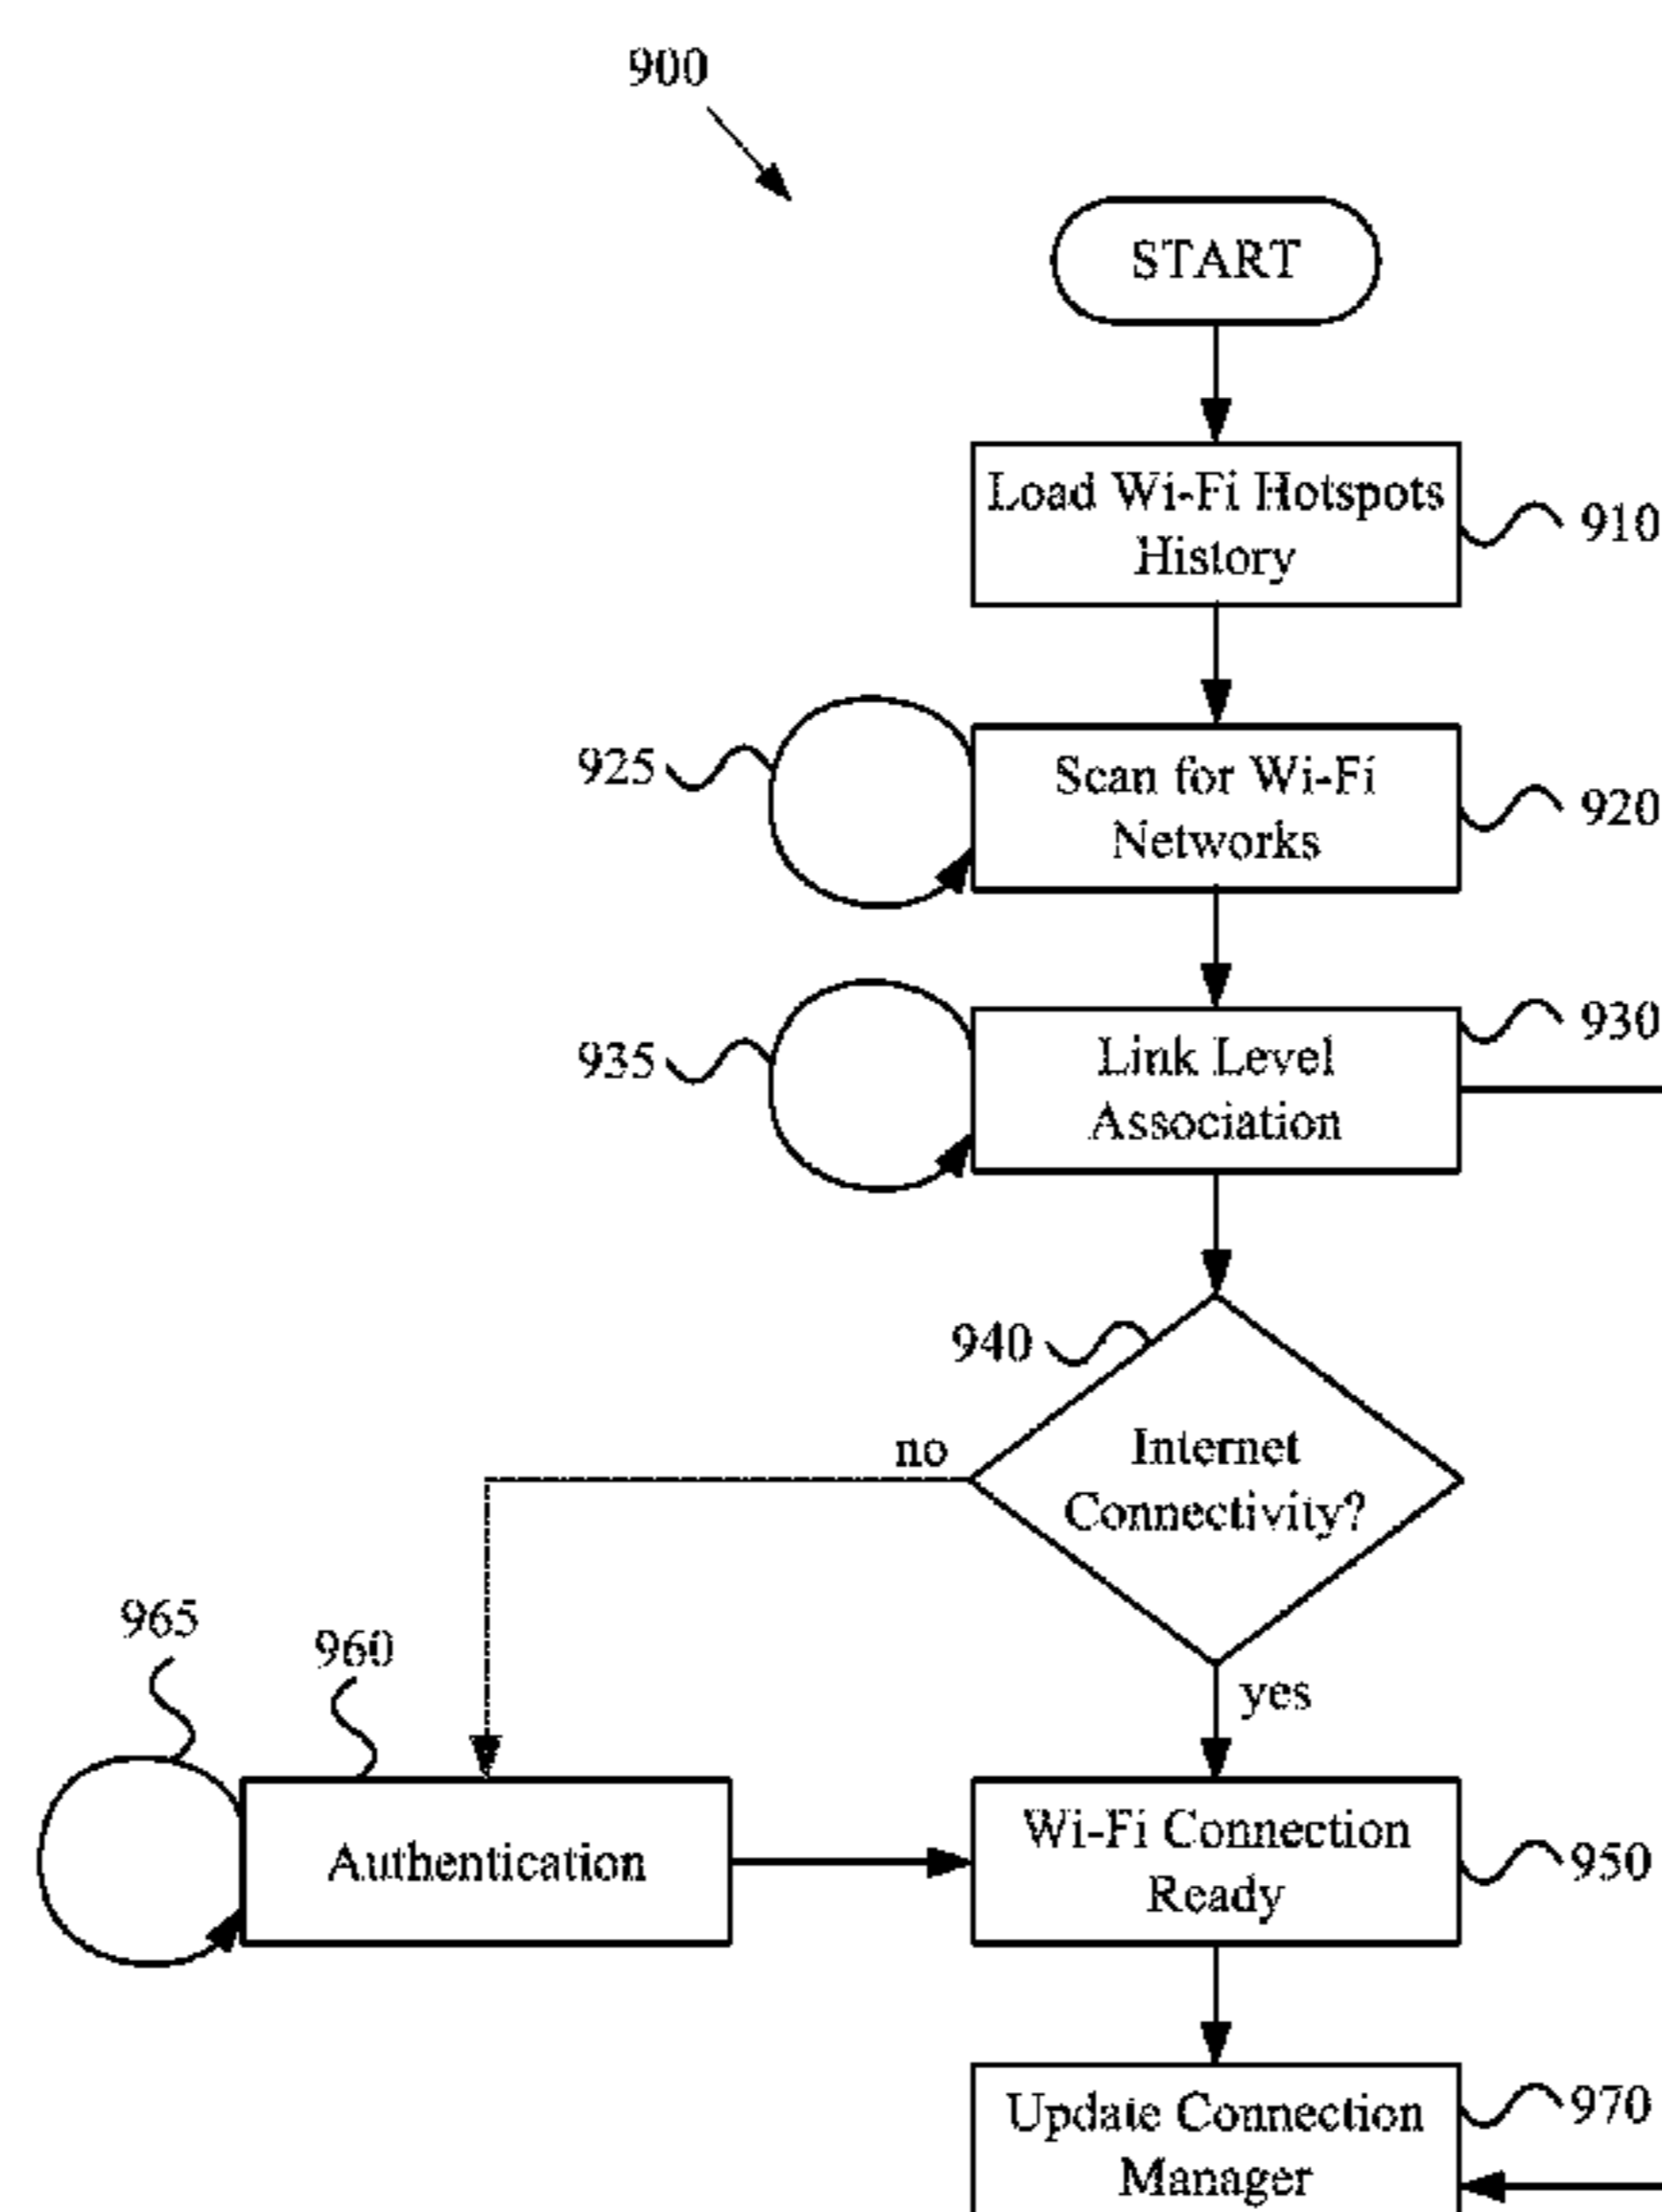 900
START
Load Wi-Fi Hotspots
History
910
925
Scan for Wi-Fi
Networks
920
935
Link Level
Association
930
940
Internet
Connectivity?
no
yes
965
960
Authentication
Wi-Fi Connection
Ready
950
Update Connection
Manager
970